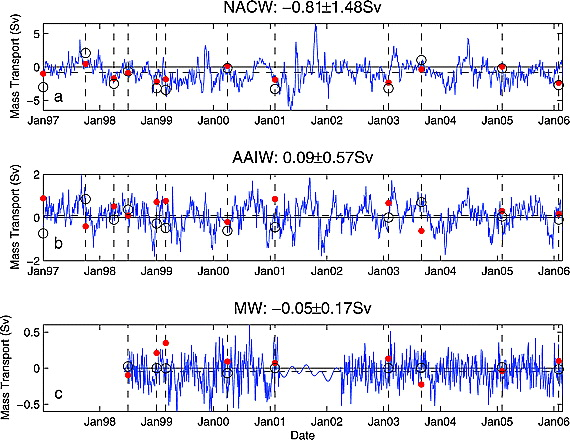 NACW: −0.81±1.48Sv
Mass Transport (Sv)
5
0
−5
a
Jan97 Jan98 Jan99 Jan00 Jan01 Jan02 Jan03 Jan04 Jan05 Jan06
AAIW: 0.09±0.57Sv
Mass Transport (Sv)
2
0
−2
b
Jan97 Jan98 Jan99 Jan00 Jan01 Jan02 Jan03 Jan04 Jan05 Jan06
MW: −0.05±0.17Sv
Mass Transport (Sv)
0.5
0
−0.5
c
Jan97 Jan98 Jan99 Jan00 Jan01 Jan02 Jan03 Jan04 Jan05 Jan06
Date